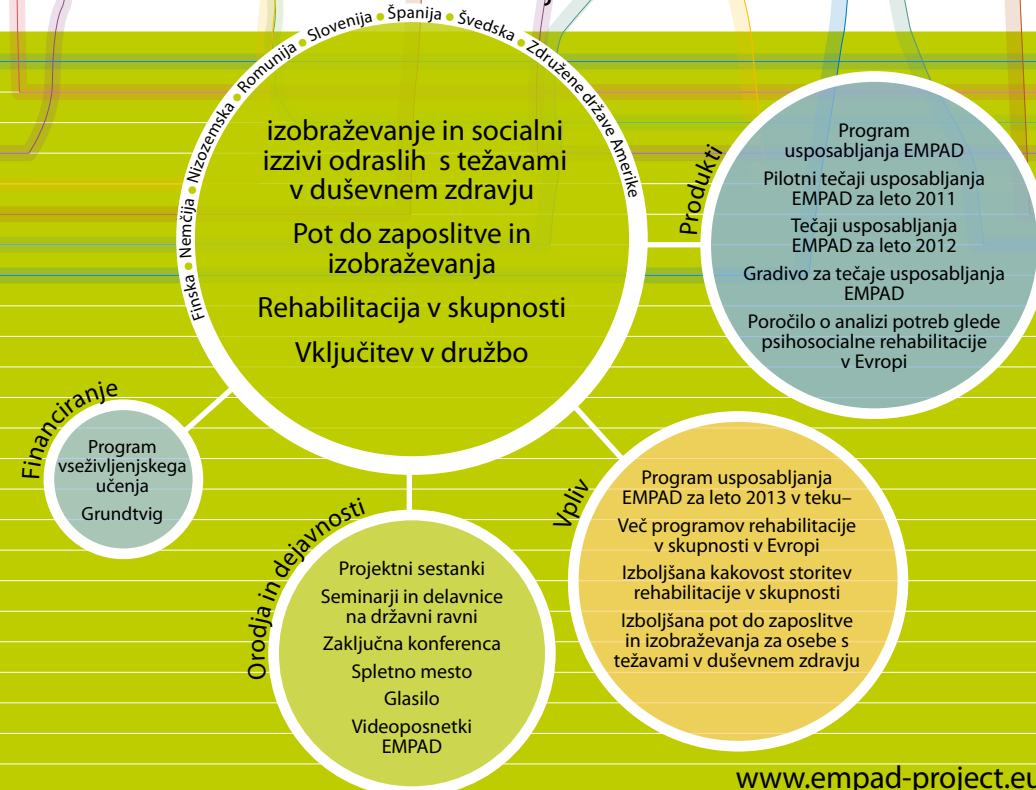 Finska • Nemčija • Nizozemska • Romunija • Slovenija • Španija • Švedska • Združene države Amerike
izobraževanje in socialni
izzivi odraslih s težavami
v duševnem zdravju
Pot do zaposlitve in
izobraževanja
Rehabilitacija v skupnosti
Vključitev v družbo
Produkti
Program
usposabljanja EMPAD
Pilotni tečaji usposabljanja
EMPAD za leto 2011
Tečaji usposabljanja
EMPAD za leto 2012
Gradivo za tečaje usposabljanja
EMPAD
Poročilo o analizi potreb glede
psihosocialne rehabilitacije
v Evropi
Financiranje
Program
vseživljenjskega
učenja
Grundtvig
Orodja in dejavnosti
Projektni sestanki
Seminarji in delavnice
na državni ravni
Zaključna konferenca
Spletno mesto
Glasilo
Videoposnetki
EMPAD
Vpliv
Program usposabljanja
EMPAD za leto 2013 v teku–
Več programov rehabilitacije
v skupnosti v Evropi
Izboljšana kakovost storitev
rehabilitacije v skupnosti
Izboljšana pot do zaposlitve
in izobraževanja za osebe s
težavami v duševnem zdravju
www.empad-project.eu